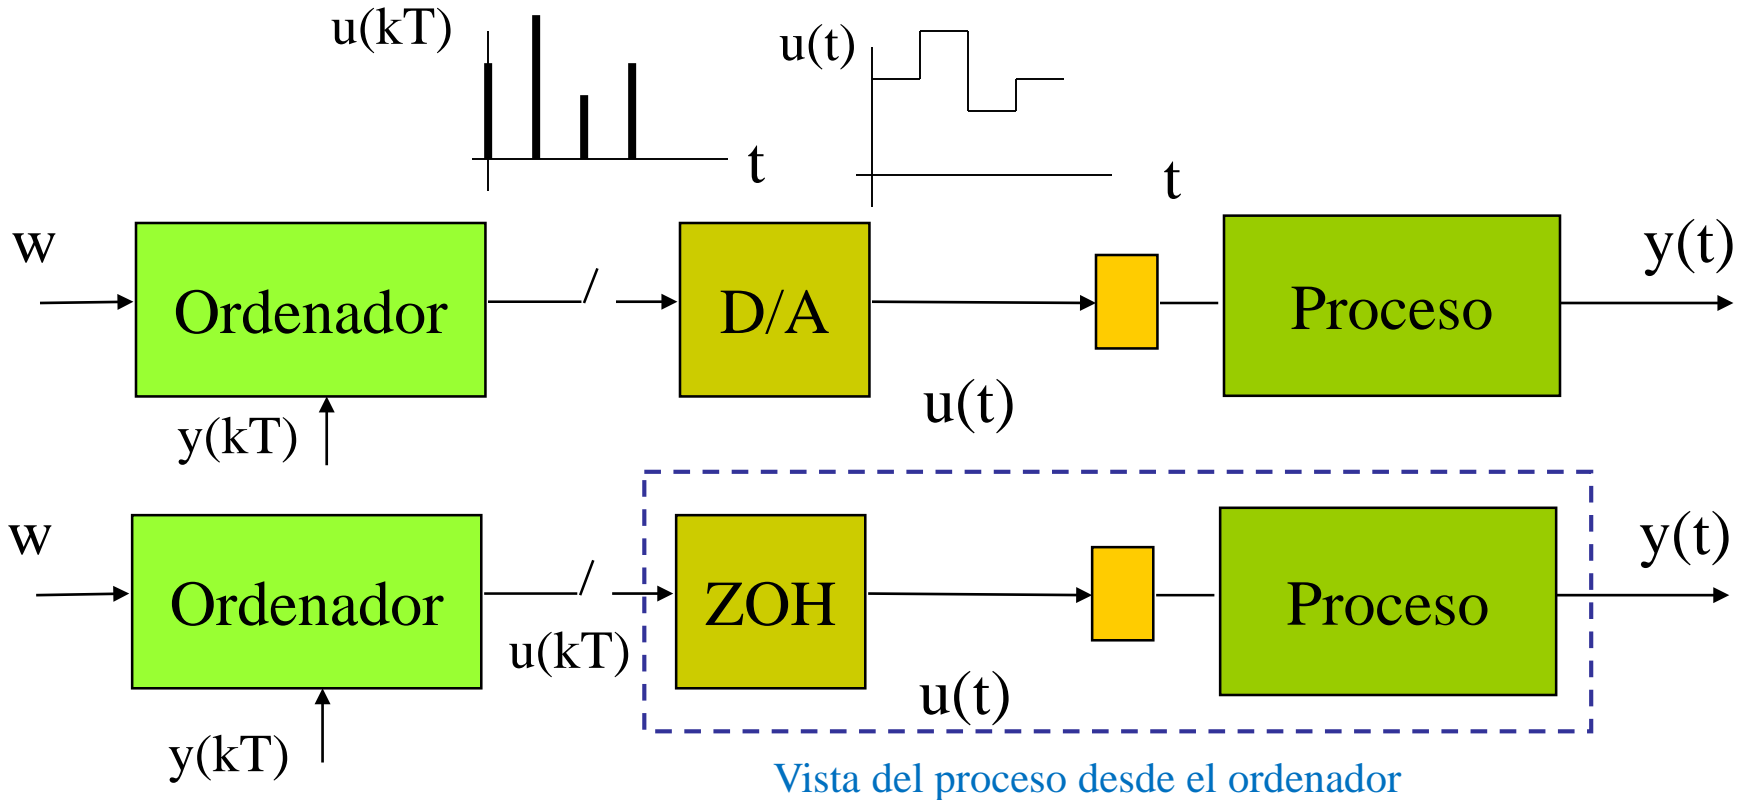 u(kT)
t
u(t)
t
w
Ordenador
D/A
Proceso
y(t)
y(kT)
u(t)
w
Ordenador
u(kT)
ZOH
Proceso
y(t)
y(kT)
u(t)
Vista del proceso desde el ordenador